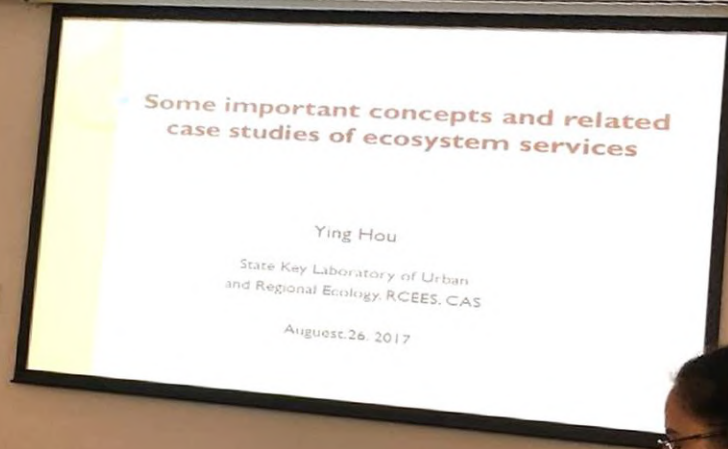 Some important concepts and related
case studies of ecosystem services
Ying Hou
State Key Laboratory of Urban
and Regional Ecology, RCEES, CAS
Auguest.26, 2017